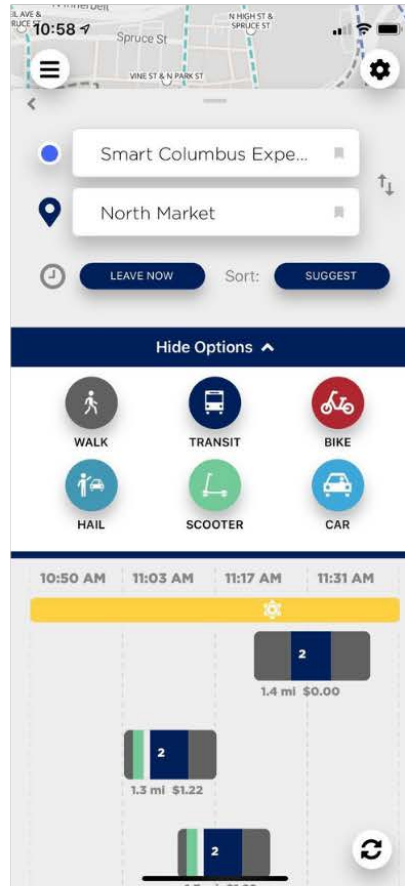 SPRUCE ST
N HIGH ST &
SPRUCE ST
10:58
Spruce St
VINE ST & N PARK ST
Smart Columbus Expe...
North Market
LEAVE NOW
Sort:
SUGGEST
Hide Options
WALK
TRANSIT
BIKE
HAIL
SCOOTER
CAR
10:50 AM
11:03 AM
11:17 AM
11:31 AM
2
1.4 mi $0.00
2
1.3 mi $1.22
2